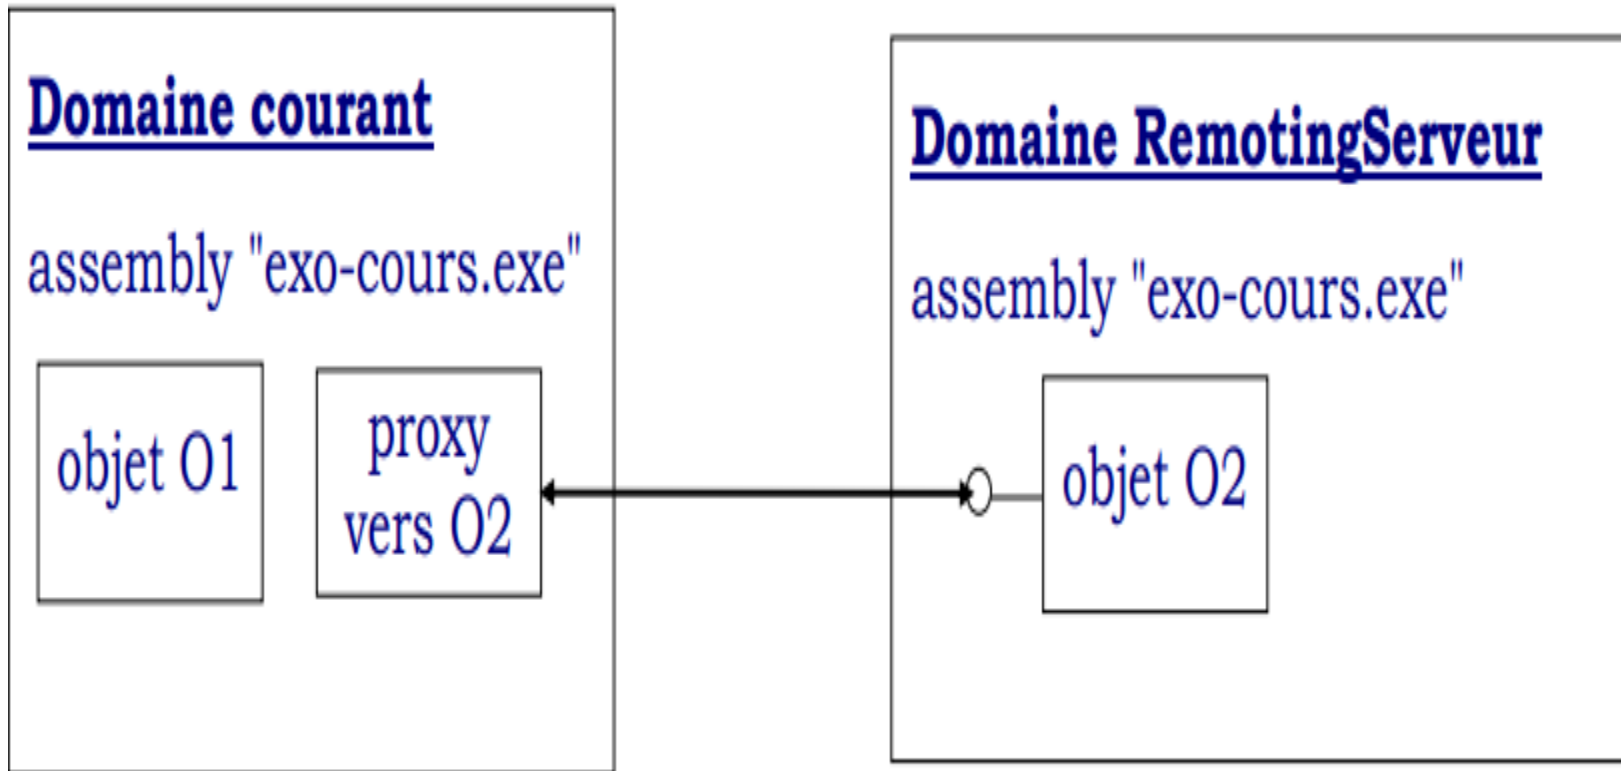 Domaine courant
assembly "exo-cours.exe"
objet O1
proxy
vers O2
Domaine RemotingServeur
assembly "exo-cours.exe"
objet O2